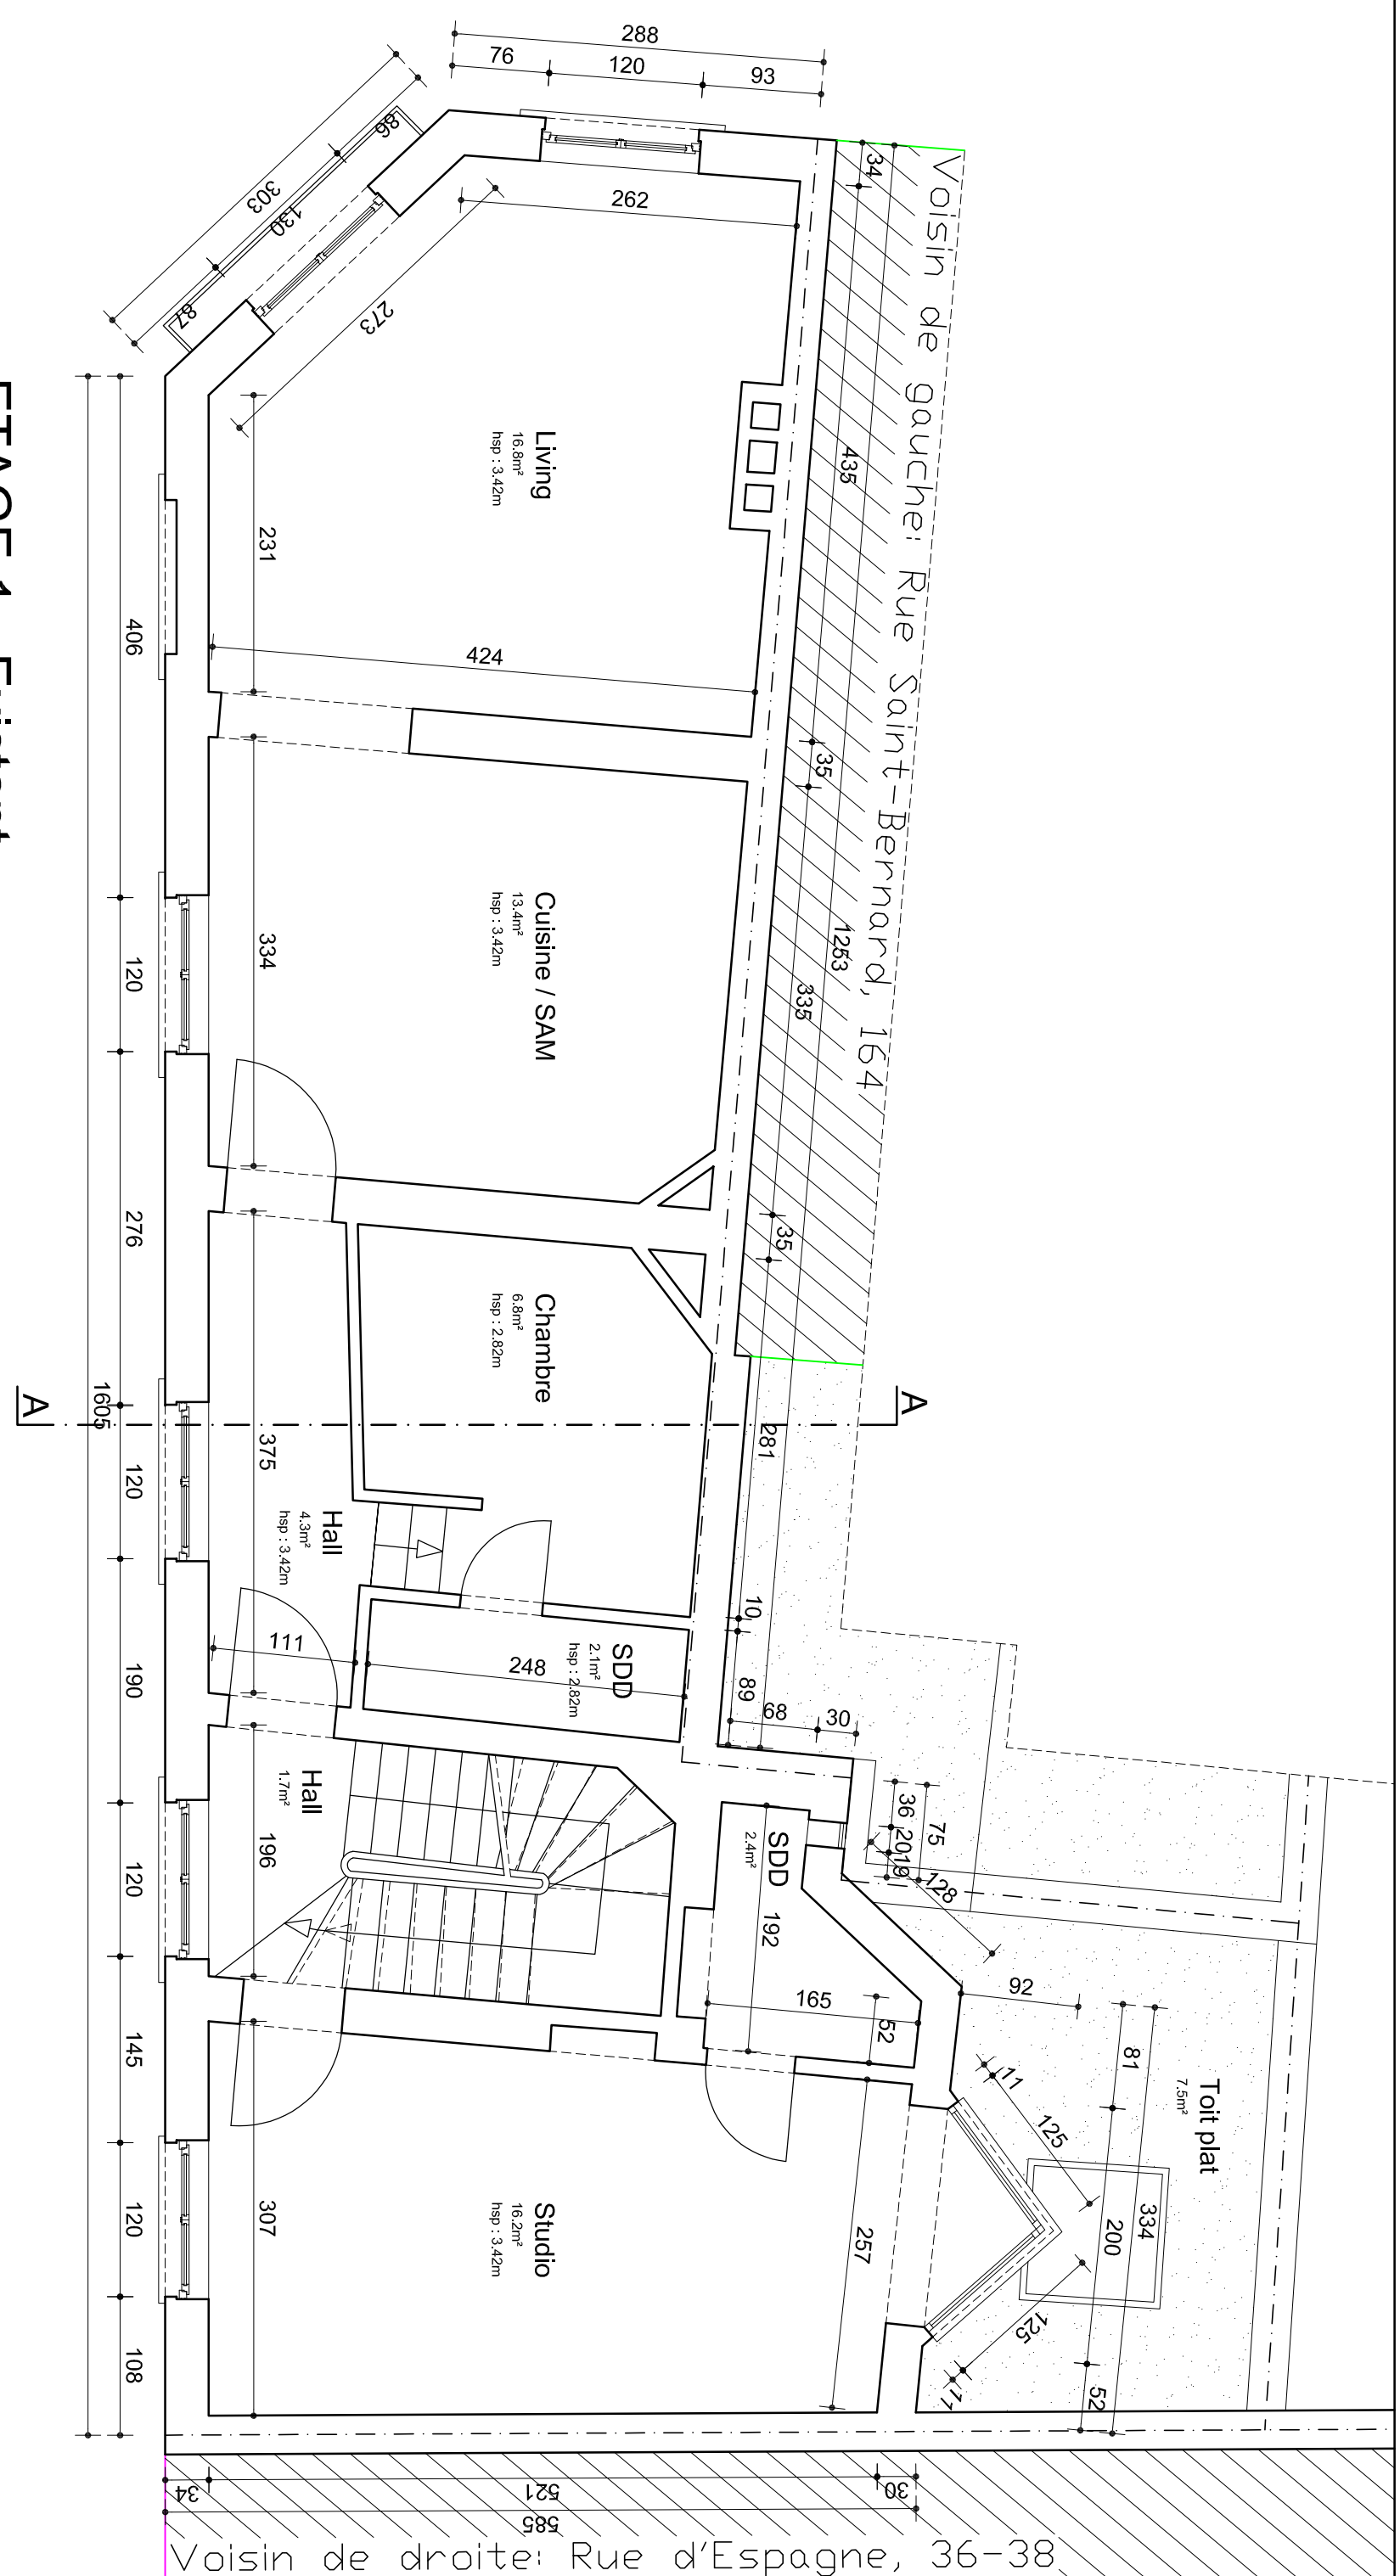 288
76
120
93
Voisin de gauche: Rue Saint-Bernard, 164
34
435
1253
35
335
35
281
10
89
68
30
303
86
130
87
273
262
231
424
Living
16.8m²
hsp : 3.42m
406
334
Cuisine / SAM
13.4m²
hsp : 3.42m
120
276
Chambre
6.8m²
hsp : 2.82m
A
A
1605
375
120
Hall
4.3m²
hsp : 3.42m
111
248
SDD
2.1m²
hsp : 2.82m
190
Hall
1.7m²
196
120
SDD
2.4m²
192
165
52
36
20
19
75
128
92
81
11
125
334
200
125
11
52
Toit plat
7.5m²
145
307
120
Studio
16.2m²
hsp : 3.42m
257
108
34
521
30
585
Voisin de droite: Rue d'Espagne, 36-38